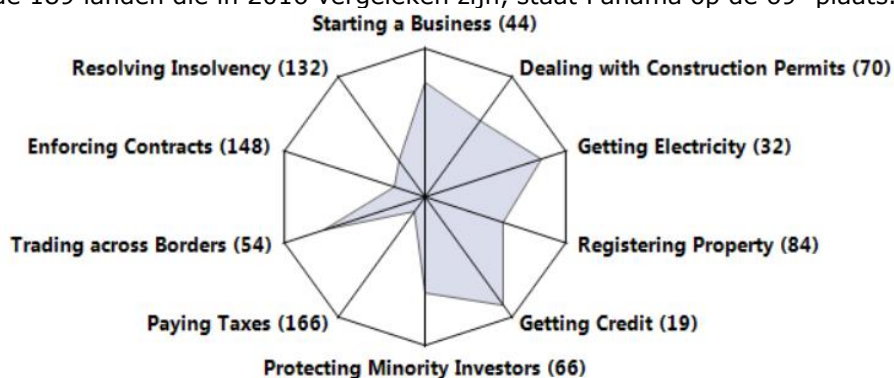 de 189 landen die in 2016 vergeleken zijn, staat Panama op de 69e plaats.
Starting a Business (44)
Resolving Insolvency (132)
Dealing with Construction Permits (70)
Enforcing Contracts (148)
Getting Electricity (32)
Trading across Borders (54)
Registering Property (84)
Paying Taxes (166)
Getting Credit (19)
Protecting Minority Investors (66)